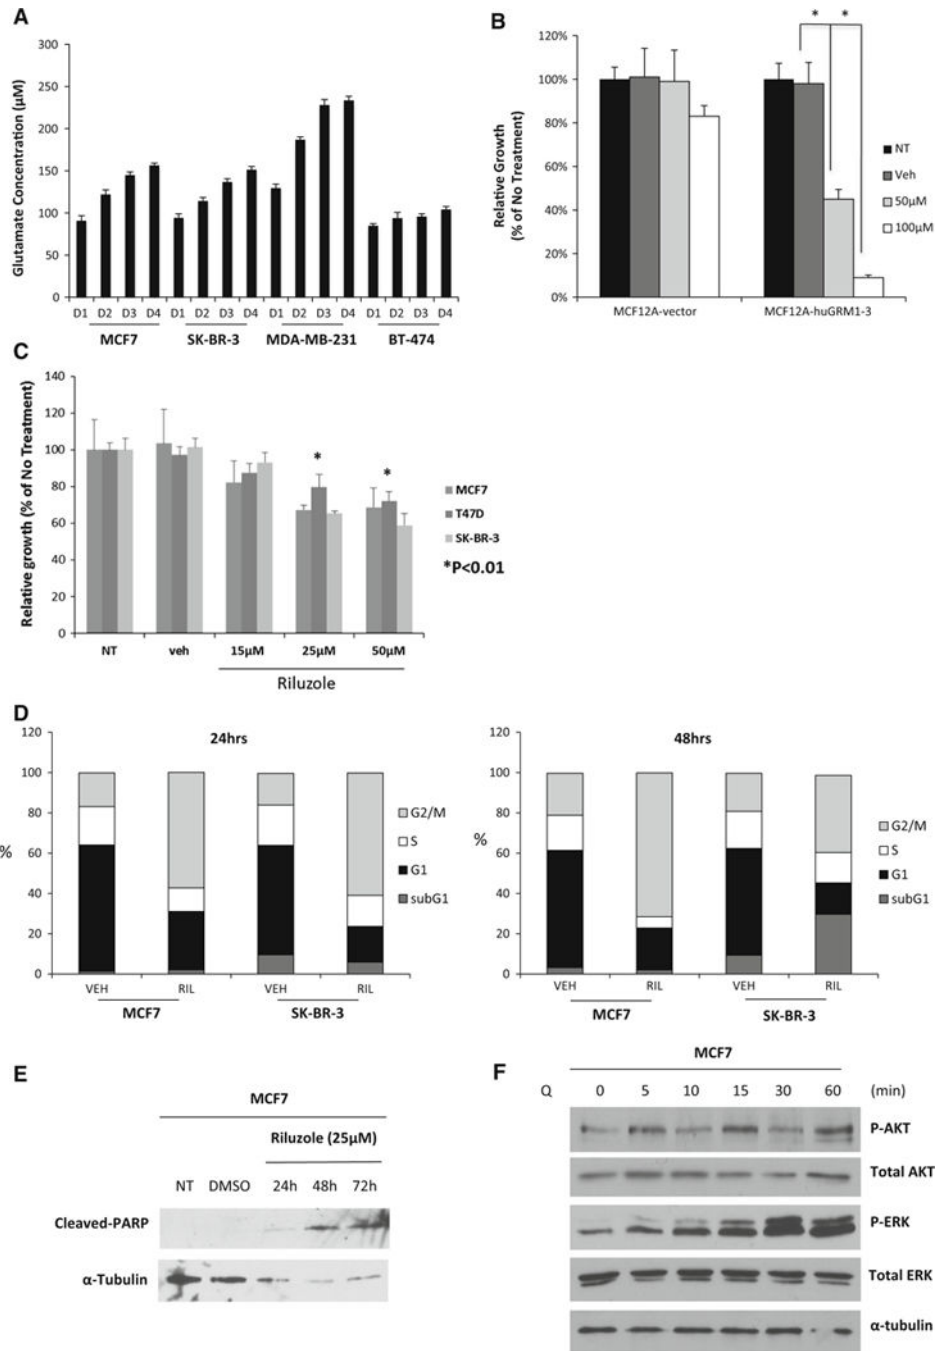 A
Glutamate Concentration (µM)
300
250
200
150
100
50
0
D1 D2 D3 D4 D1 D2 D3 D4 D1 D2 D3 D4 D1 D2 D3 D4
MCF7 SK-BR-3 MDA-MB-231 BT-474
B
* *
Relative Growth
(% of No Treatment)
120%
100%
80%
60%
40%
20%
0%
MCF12A-vector MCF12A-huGRM1-3
NT
Veh
50µM
100µM
C
Relative growth (% of No Treatment)
140
120
100
80
60
40
20
0
* *
NT veh 15µM 25µM 50µM
Riluzole
MCF7
T47D
SK-BR-3
*P<0.01
D
24hrs
%
120
100
80
60
40
20
0
VEH RIL VEH RIL
MCF7 SK-BR-3
G2/M
S
G1
subG1
48hrs
%
120
100
80
60
40
20
0
VEH RIL VEH RIL
MCF7 SK-BR-3
G2/M
S
G1
subG1
E
MCF7
Riluzole (25µM)
NT DMSO 24h 48h 72h
Cleaved-PARP
α-Tubulin
F
MCF7
Q 0 5 10 15 30 60 (min)
P-AKT
Total AKT
P-ERK
Total ERK
α-tubulin